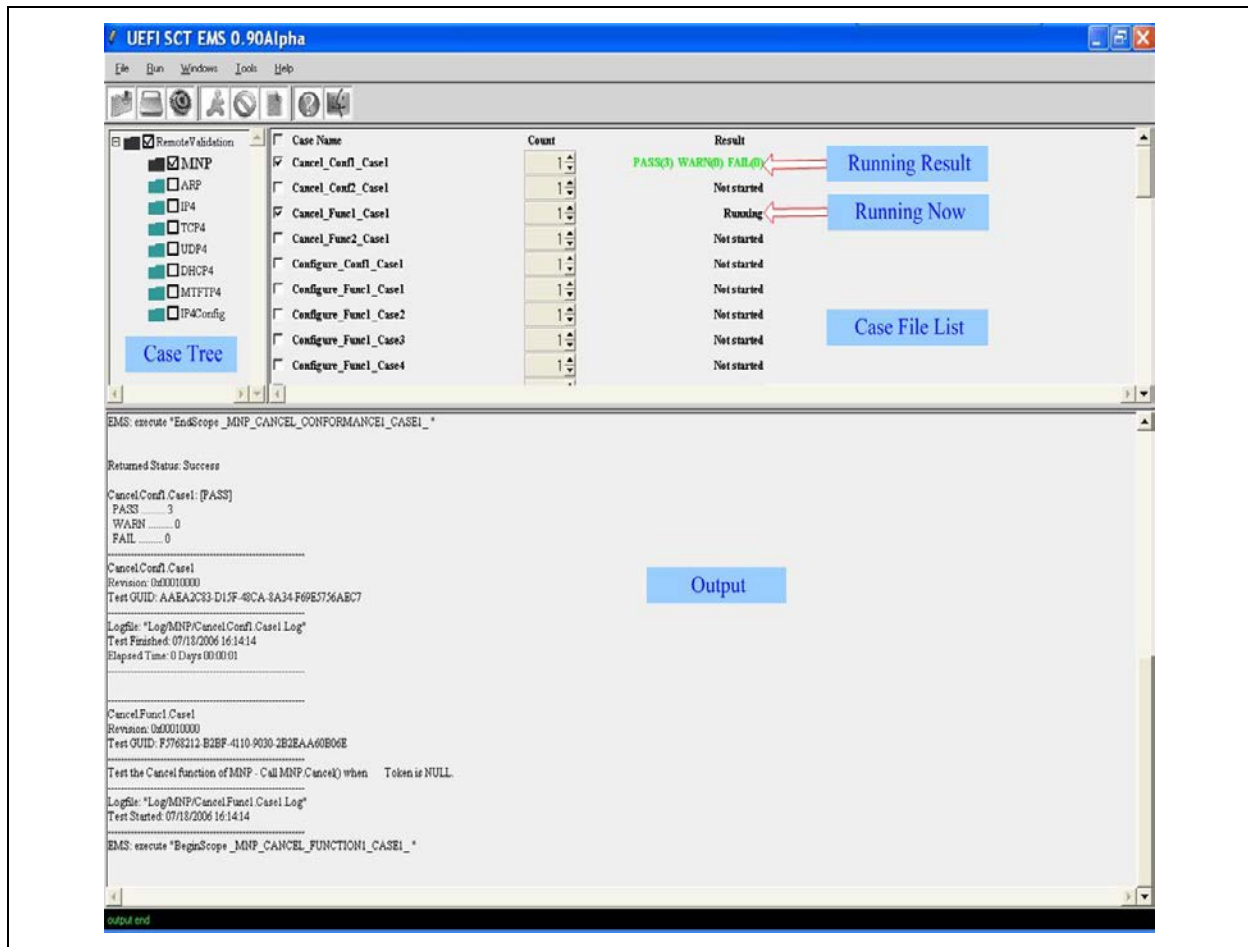 UEFI SCT EMS 0.90Alpha
File Run Windows Tools Help
RemoteValidation
MNP
ARP
IP4
TCP4
UDP4
DHCP4
MTFTP4
IP4Config
Case Tree
Case Name Count Result
Cancel_Conf1_Case1 1 PASS(3) WARN(0) FAIL(0) Running Result
Cancel_Conf2_Case1 1 Not started
Cancel_Func1_Case1 1 Running Running Now
Cancel_Func2_Case1 1 Not started
Configure_Conf1_Case1 1 Not started
Configure_Func1_Case1 1 Not started
Configure_Func1_Case2 1 Not started
Case File List
Configure_Func1_Case3 1 Not started
Configure_Func1_Case4 1 Not started
EMS: execute "EndScope _MNP_CANCEL_CONFORMANCE1_CASE1_ "
Returned Status: Success
Cancel.Conf1.Case1: [PASS]
PASS ......... 3
WARN ......... 0
FAIL ......... 0
------------------------------------------------------------
Cancel.Conf1.Case1
Revision: 0x00010000
Test GUID: AAEA2C83-D15F-48CA-8A34-F69E5756AEC7
------------------------------------------------------------
Logfile: "Log/MNP/Cancel.Conf1.Case1.Log"
Test Finished: 07/18/2006 16:14:14
Elapsed Time: 0 Days 00:00:01
------------------------------------------------------------
------------------------------------------------------------
Cancel.Func1.Case1
Revision: 0x00010000
Test GUID: F5768212-B2BF-4110-9030-2B2EAA60B06E
------------------------------------------------------------
Test the Cancel function of MNP - Call MNP.Cancel() when Token is NULL.
------------------------------------------------------------
Logfile: "Log/MNP/Cancel.Func1.Case1.Log"
Test Started: 07/18/2006 16:14:14
------------------------------------------------------------
EMS: execute "BeginScope _MNP_CANCEL_FUNCTION1_CASE1_ "
Output
output end